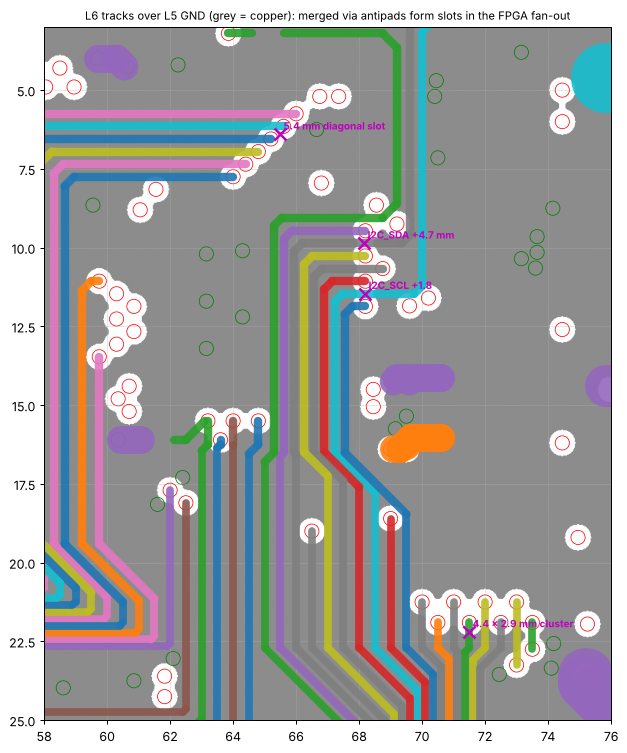 L6 tracks over L5 GND (grey = copper): merged via antipads form slots in the FPGA fan-out
5.0
5.4 mm diagonal slot
7.5
I2C_SDA +4.7 mm
10.0
I2C_SCL +1.8
12.5
15.0
17.5
20.0
4.4 × 2.9 mm cluster
22.5
25.0
58 60 62 64 66 68 70 72 74 76